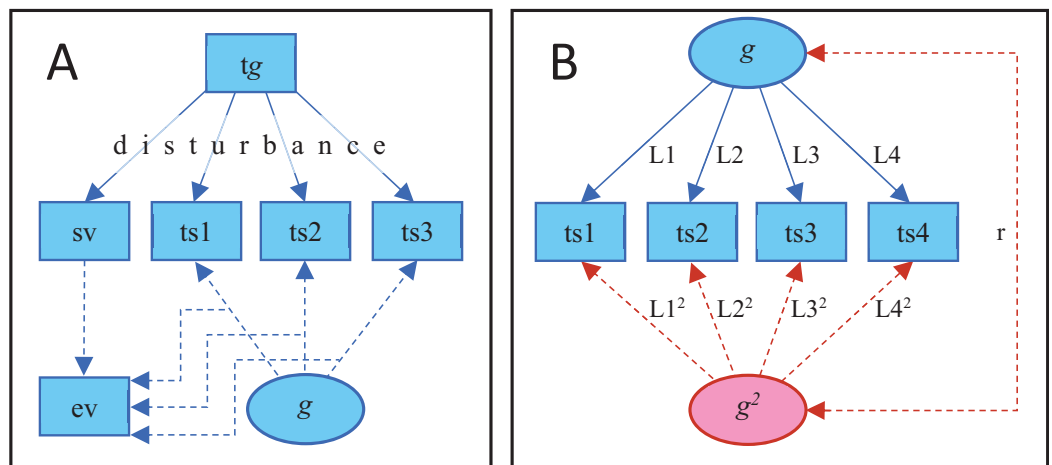 A
tg
disturbance
sv
ts1
ts2
ts3
ev
g
B
g
L1
L2
L3
L4
ts1
ts2
ts3
ts4
r
L1²
L2²
L3²
L4²
g²